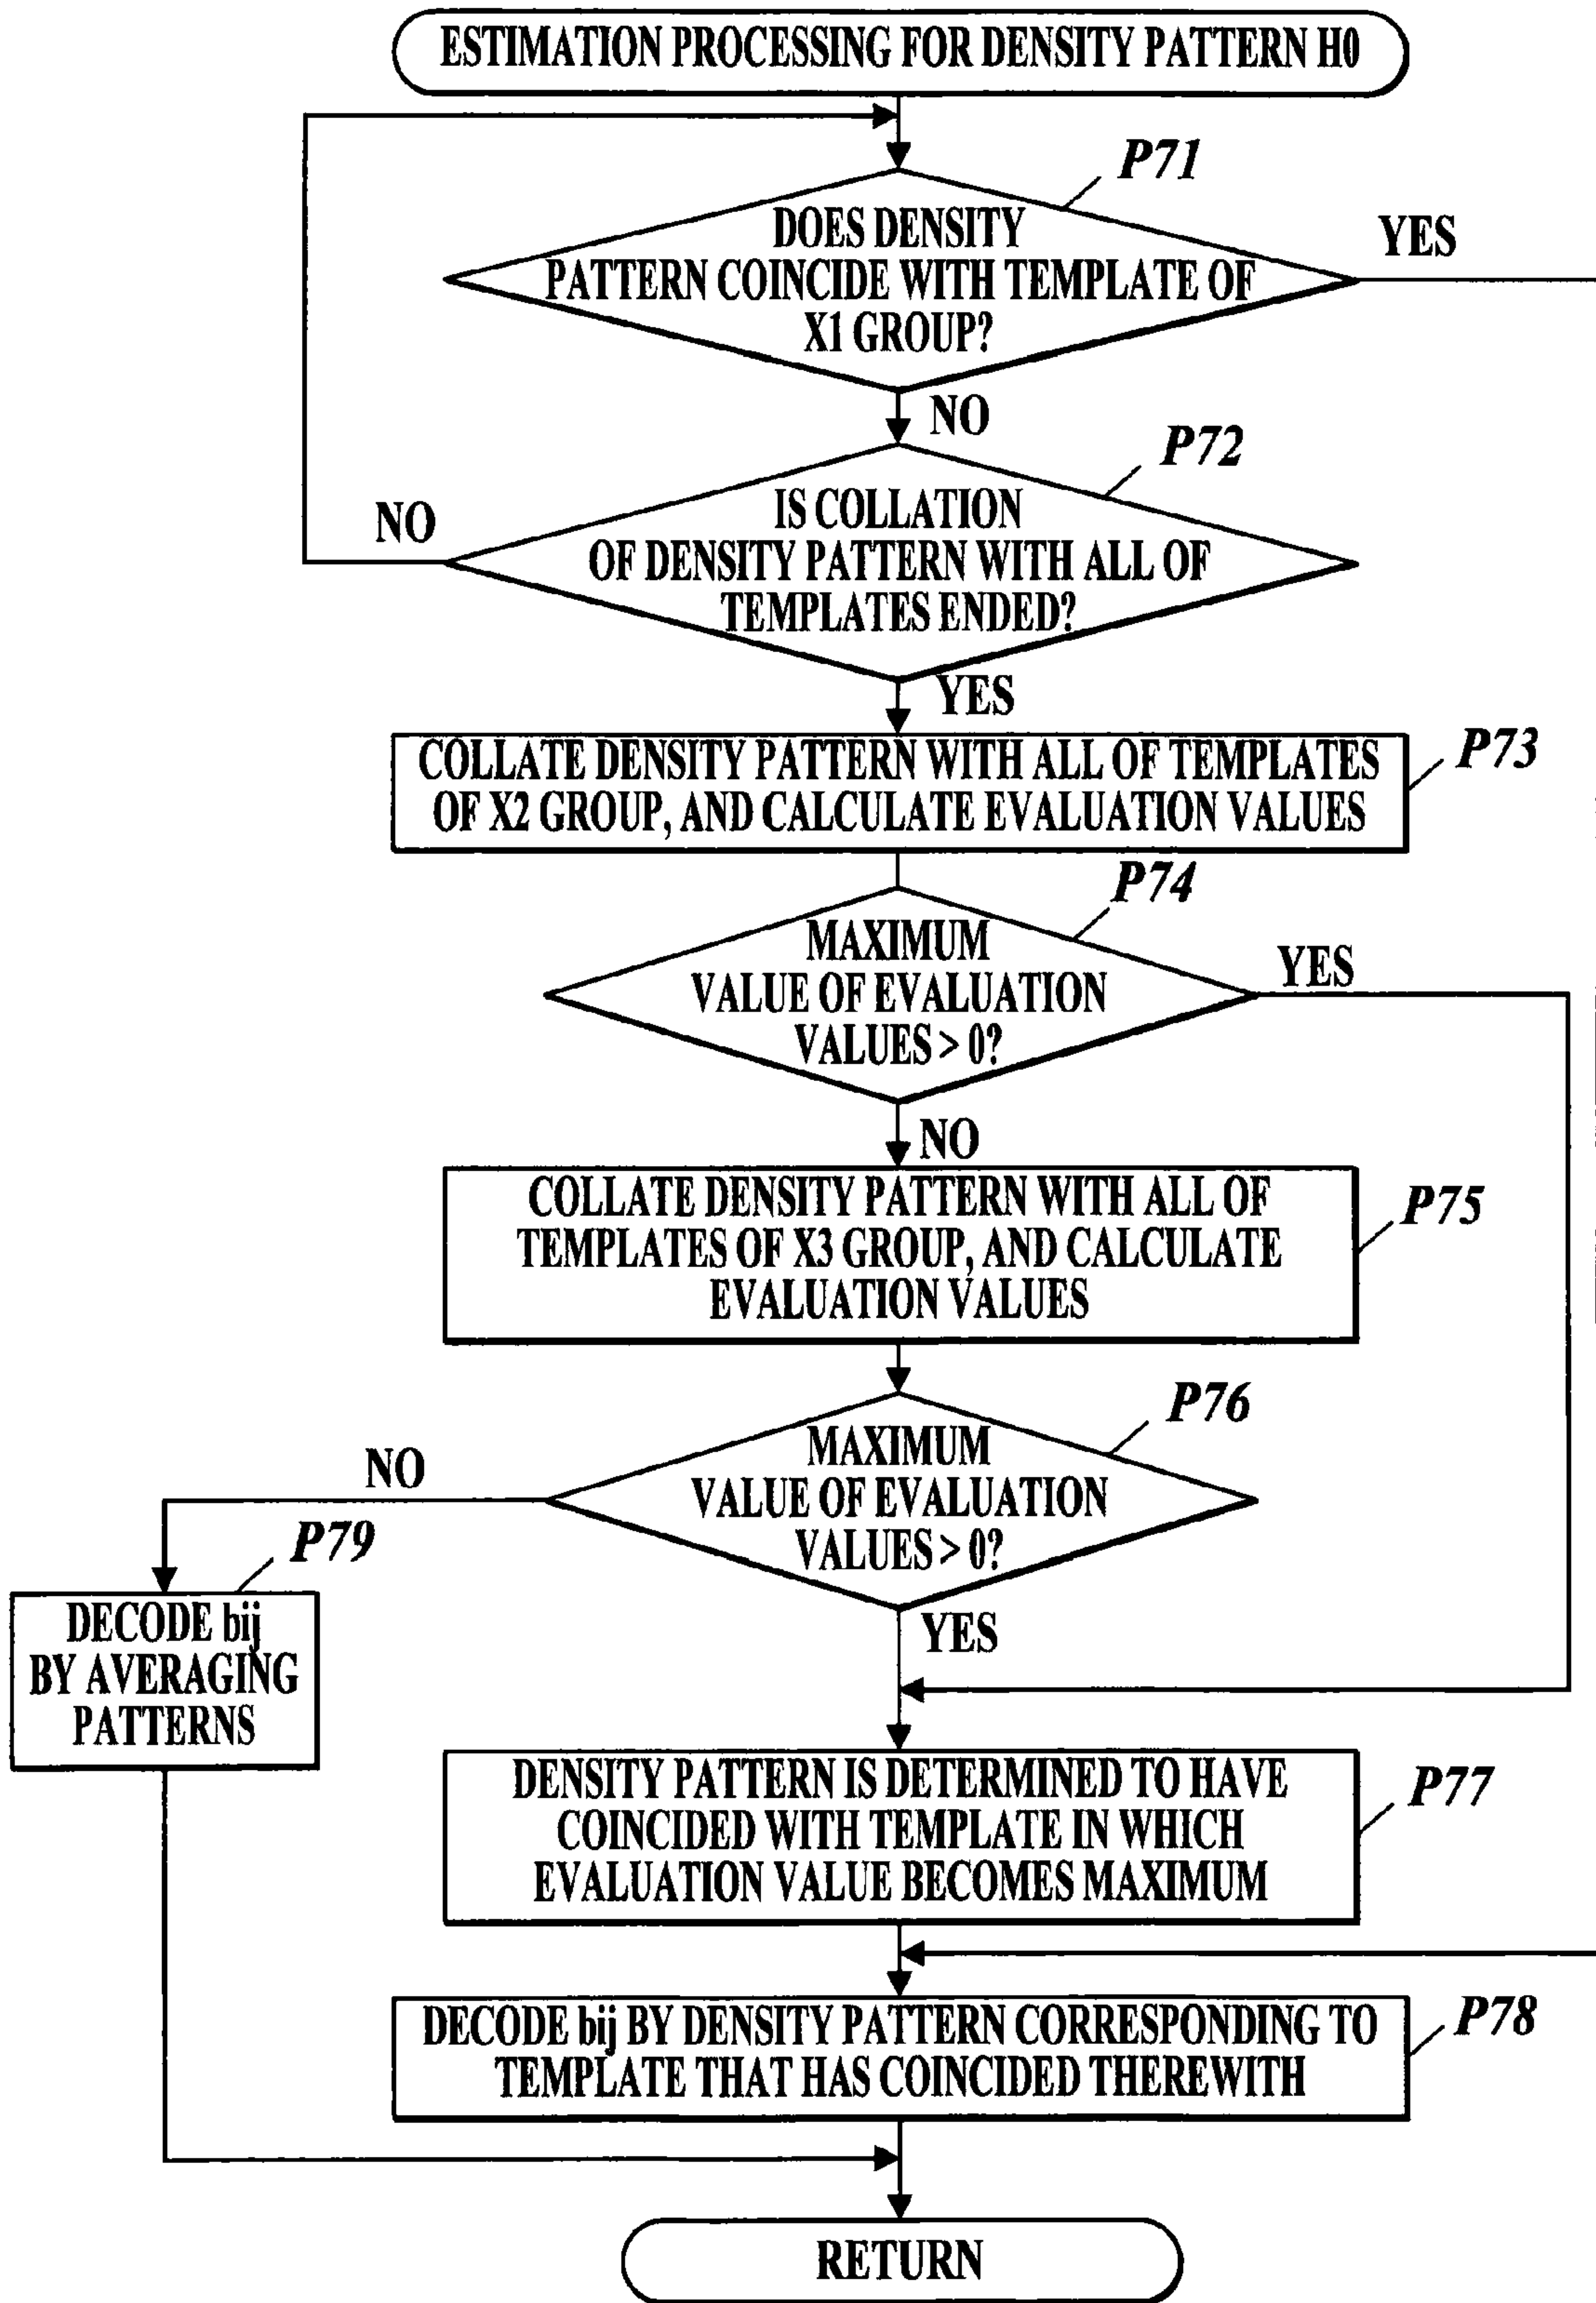 ESTIMATION PROCESSING FOR DENSITY PATTERN H0
P71
DOES DENSITY
PATTERN COINCIDE WITH TEMPLATE OF
X1 GROUP?
YES
NO
P72
IS COLLATION
OF DENSITY PATTERN WITH ALL OF
TEMPLATES ENDED?
NO
YES
P73
COLLATE DENSITY PATTERN WITH ALL OF TEMPLATES
OF X2 GROUP, AND CALCULATE EVALUATION VALUES
P74
MAXIMUM
VALUE OF EVALUATION
VALUES > 0?
YES
NO
P75
COLLATE DENSITY PATTERN WITH ALL OF
TEMPLATES OF X3 GROUP, AND CALCULATE
EVALUATION VALUES
P76
MAXIMUM
VALUE OF EVALUATION
VALUES > 0?
NO
YES
P79
DECODE bij
BY AVERAGING
PATTERNS
P77
DENSITY PATTERN IS DETERMINED TO HAVE
COINCIDED WITH TEMPLATE IN WHICH
EVALUATION VALUE BECOMES MAXIMUM
P78
DECODE bij BY DENSITY PATTERN CORRESPONDING TO
TEMPLATE THAT HAS COINCIDED THEREWITH
RETURN